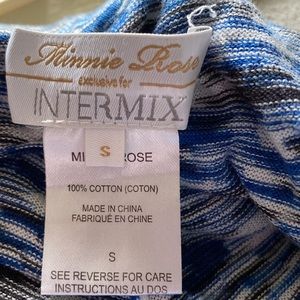 Minnie Rose
exclusive for
INTERMIX
S
ROSE
100% COTTON (COTON)
MADE IN CHINA
FABRIQUÉ EN CHINE
S
SEE REVERSE FOR CARE
INSTRUCTIONS AU DOS